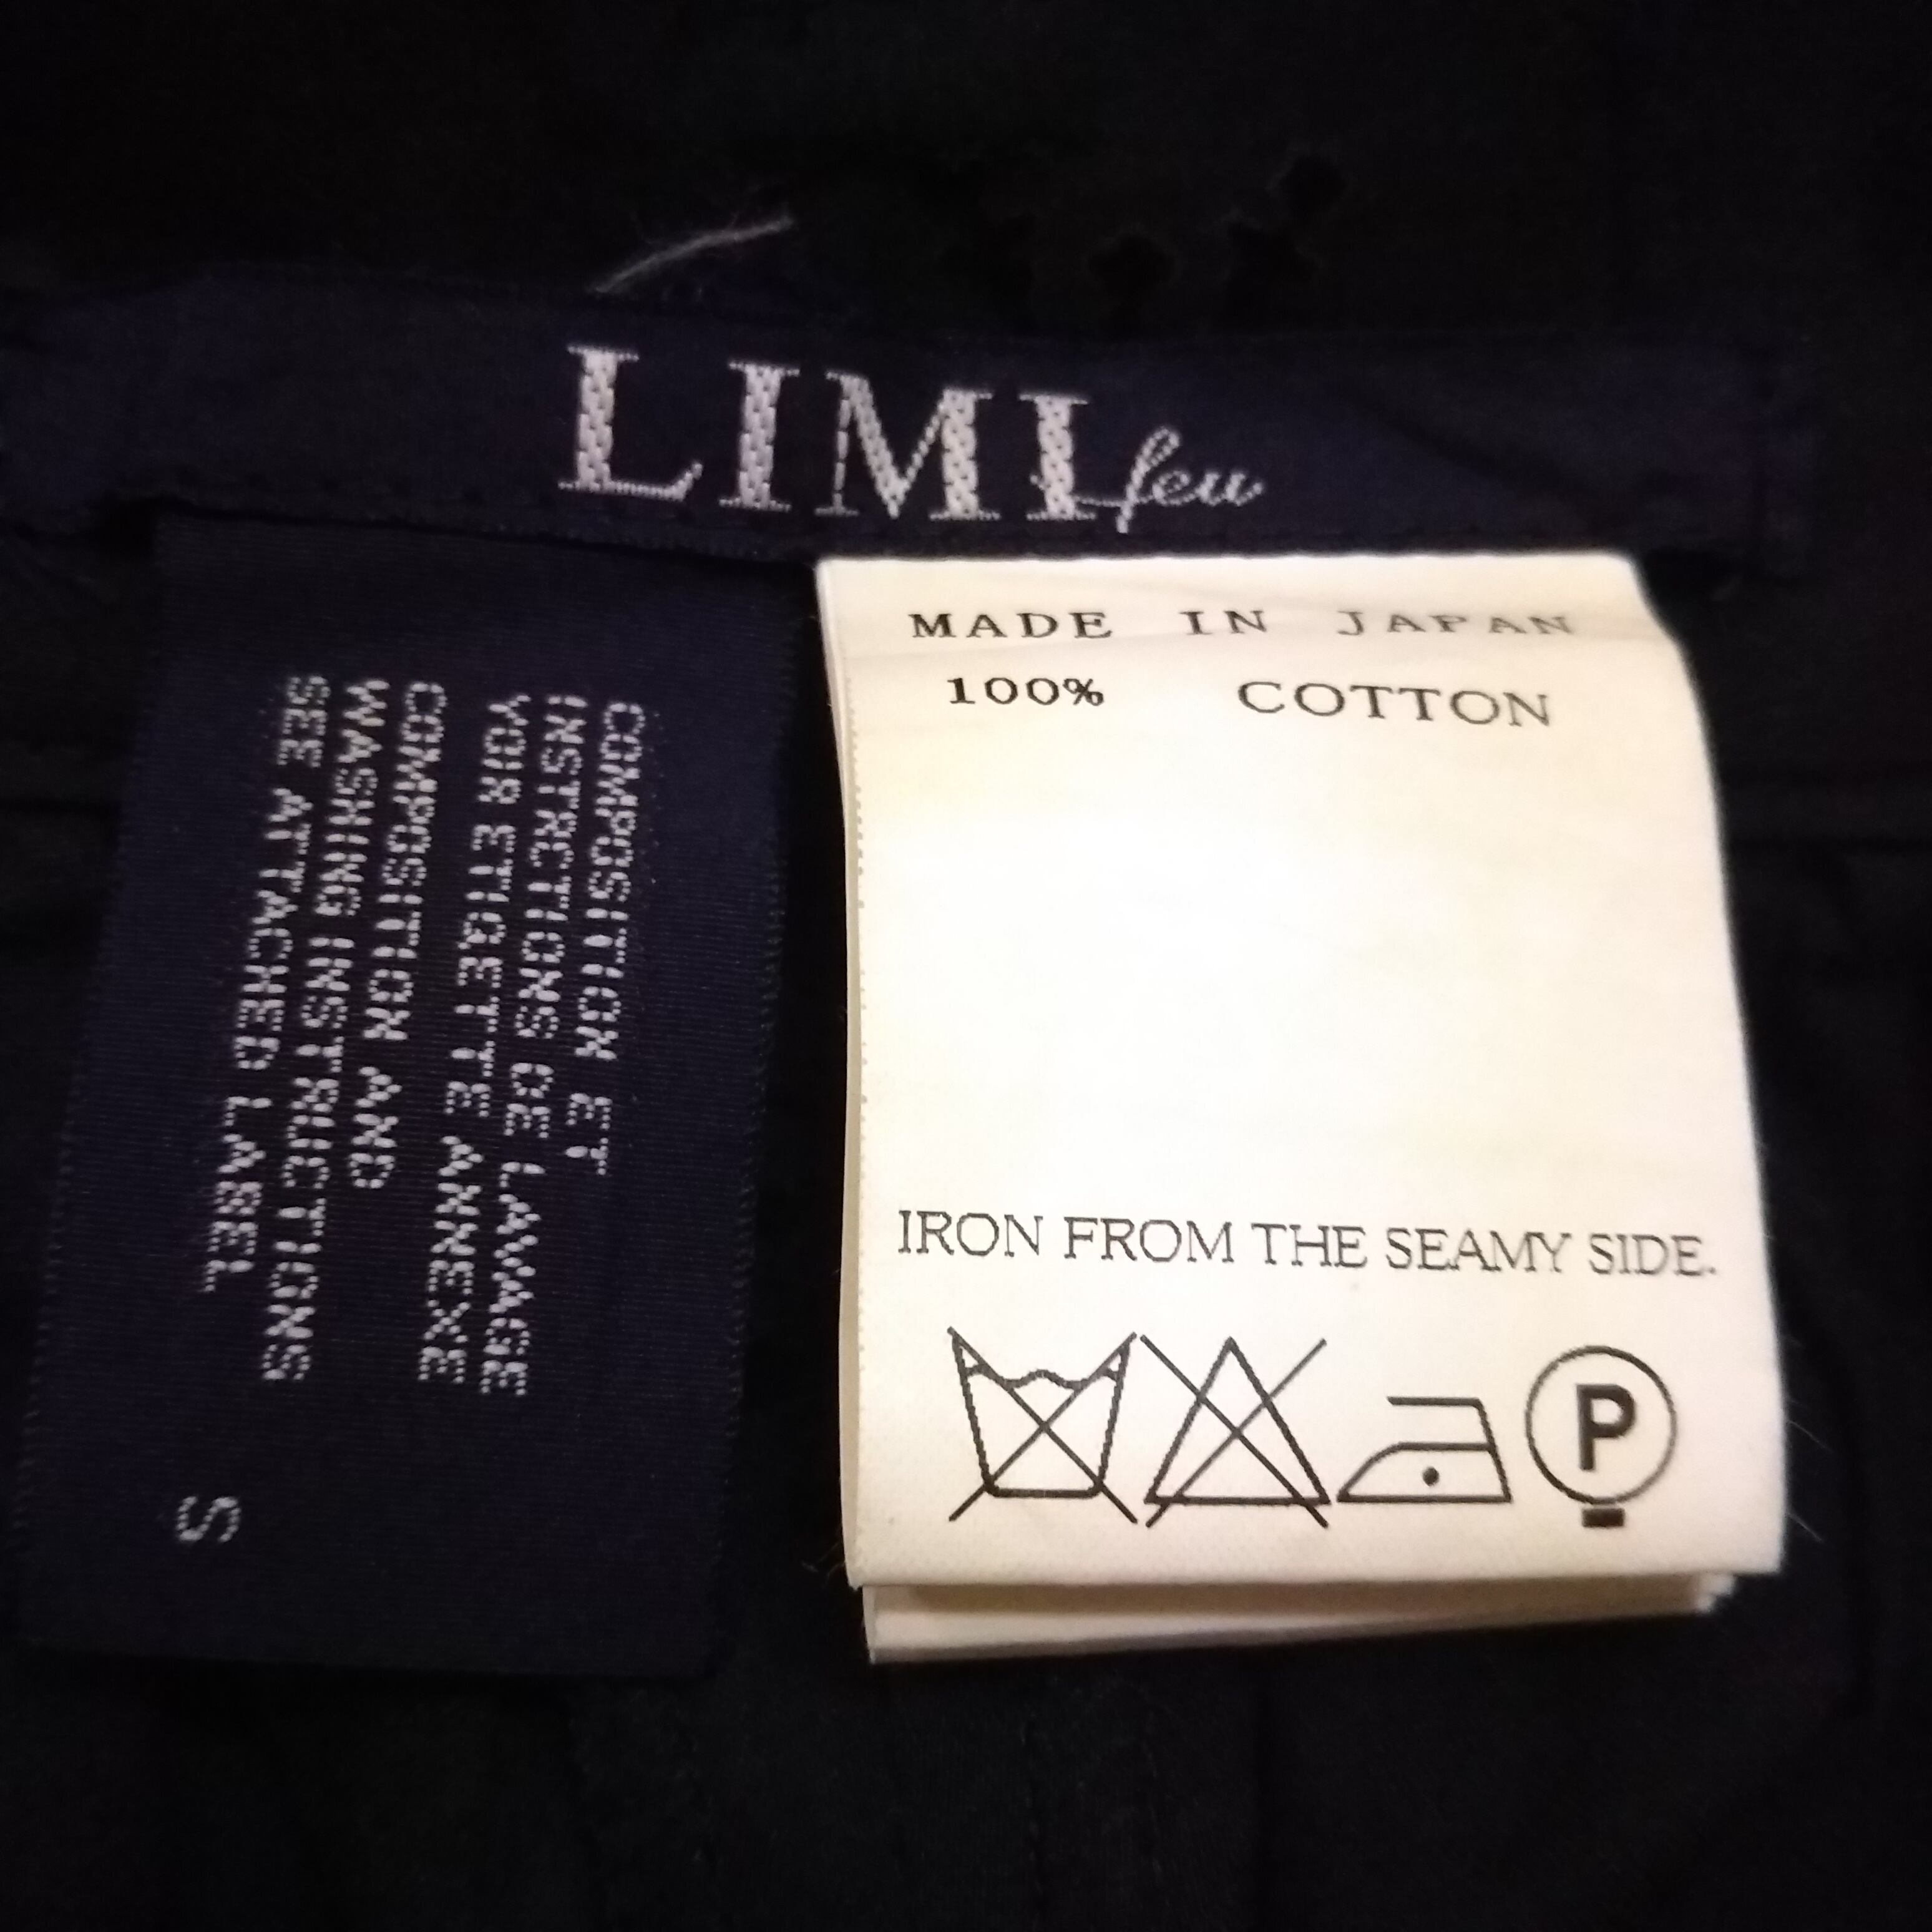 LIMI feu
COMPOSITION ET
INSTRCTIONS DE LAVAGE
VOIR ETIQETTE ANNEXE
COMPOSITION AND
WASHING INSTRUCTIONS
SEE ATTACHED LABEL
S
MADE IN JAPAN
100% COTTON
IRON FROM THE SEAMY SIDE.
P